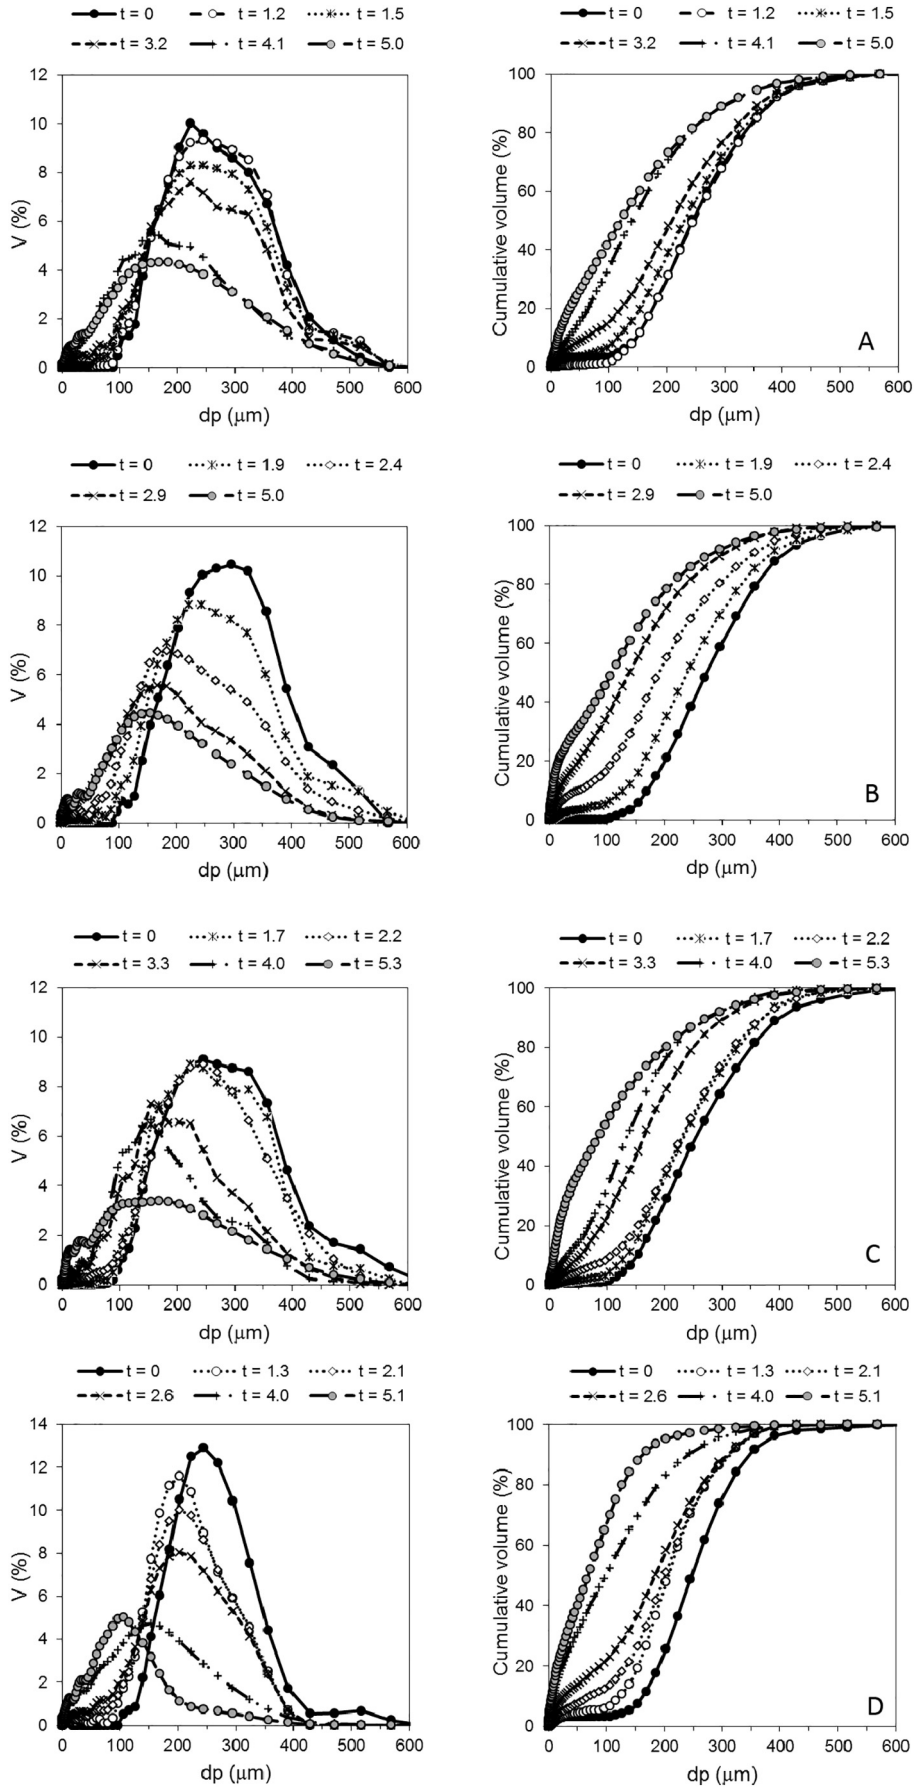 t = 0 t = 1.2 t = 1.5
t = 3.2 t = 4.1 t = 5.0
12
10
8
6
4
2
0
V (%)
0 100 200 300 400 500 600
dp (μm)
t = 0 t = 1.2 t = 1.5
t = 3.2 t = 4.1 t = 5.0
100
80
60
40
20
0
Cumulative volume (%)
A
0 100 200 300 400 500 600
dp (μm)
t = 0 t = 1.9 t = 2.4
t = 2.9 t = 5.0
12
10
8
6
4
2
0
V (%)
0 100 200 300 400 500 600
dp (μm)
t = 0 t = 1.9 t = 2.4
t = 2.9 t = 5.0
100
80
60
40
20
0
Cumulative volume (%)
B
0 100 200 300 400 500 600
dp (μm)
t = 0 t = 1.7 t = 2.2
t = 3.3 t = 4.0 t = 5.3
12
10
8
6
4
2
0
V (%)
0 100 200 300 400 500 600
dp (μm)
t = 0 t = 1.7 t = 2.2
t = 3.3 t = 4.0 t = 5.3
100
80
60
40
20
0
Cumulative volume (%)
C
0 100 200 300 400 500 600
dp (μm)
t = 0 t = 1.3 t = 2.1
t = 2.6 t = 4.0 t = 5.1
14
12
10
8
6
4
2
0
V (%)
0 100 200 300 400 500 600
dp (μm)
t = 0 t = 1.3 t = 2.1
t = 2.6 t = 4.0 t = 5.1
100
80
60
40
20
0
Cumulative volume (%)
D
0 100 200 300 400 500 600
dp (μm)